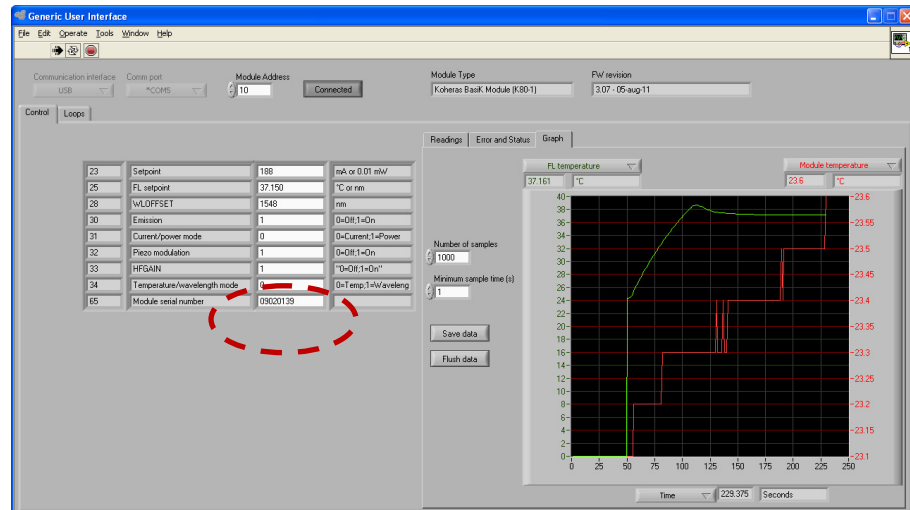 Generic User Interface
File Edit Operate Tools Window Help
Communication interface Comm port Module Address Module Type FW revision
USB *COM5 10 Connected Koheras BasiK Module (K80-1) 3.07 - 05-aug-11
Control Loops
Readings Error and Status Graph
23 Setpoint 188 mA or 0.01 mW
25 FL setpoint 37.150 °C or nm
28 WLOFFSET 1548 nm
30 Emission 1 0=Off;1=On
31 Current/power mode 0 0=Current;1=Power
32 Piezo modulation 1 0=Off;1=On
33 HFGAIN 1 "0=Off;1=On"
34 Temperature/wavelength mode 0 0=Temp;1=Waveleng
65 Module serial number 09020139
Number of samples
1000
Minimum sample time (s)
1
Save data
Flush data
FL temperature Module temperature
37.161 °C 23.6 °C
40 23.6
38 23.55
36
34
32 23.5
30
28 23.45
26
24 23.4
22
20 23.35
18
16 23.3
14
12 23.25
10
8 23.2
6
4 23.15
2
0 23.1
0 25 50 75 100 125 150 175 200 225 250
Time 229.375 Seconds